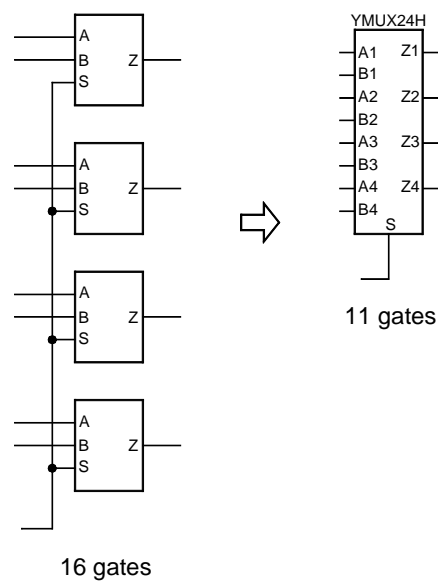 A
B Z
S
A
B Z
S
A
B Z
S
A
B Z
S
16 gates
YMUX24H
A1 Z1
B1
A2 Z2
B2
A3 Z3
B3
A4 Z4
B4
S
11 gates